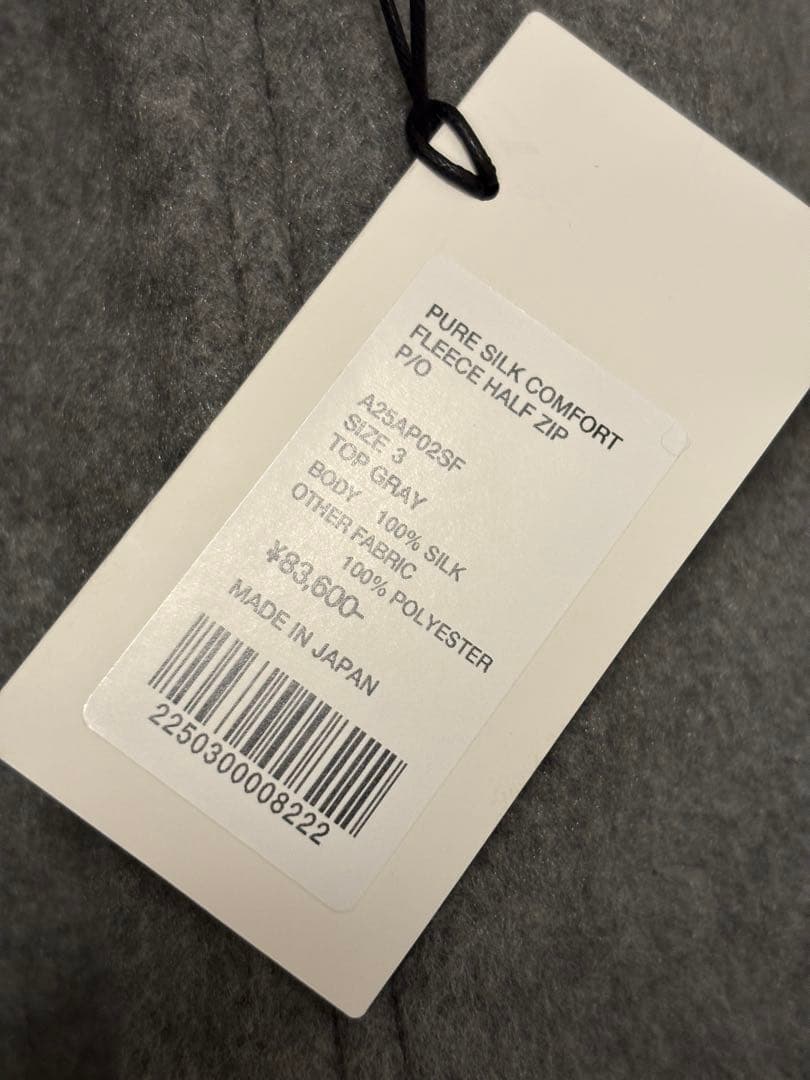 PURE SILK COMFORT
FLEECE HALF ZIP
P/O
A25AP02SF
SIZE 3
TOP GRAY
BODY 100% SILK
OTHER FABRIC
100% POLYESTER
¥83,600-
MADE IN JAPAN
2250300008222